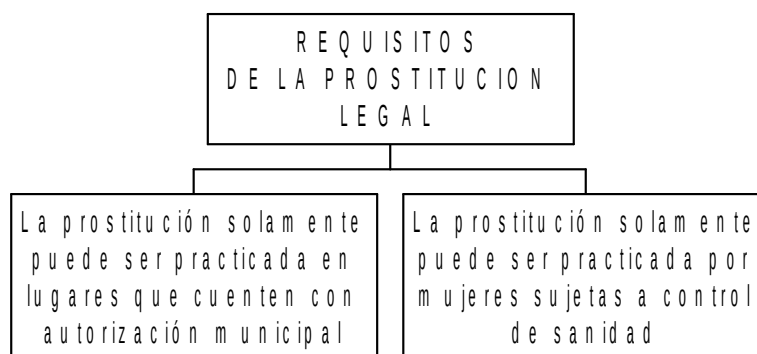 REQUISITOS
DE LA PROSTITUCION
LEGAL
La prostitución solamente
puede ser practicada en
lugares que cuenten con
autorización municipal
La prostitución solamente
puede ser practicada por
mujeres sujetas a control
de sanidad